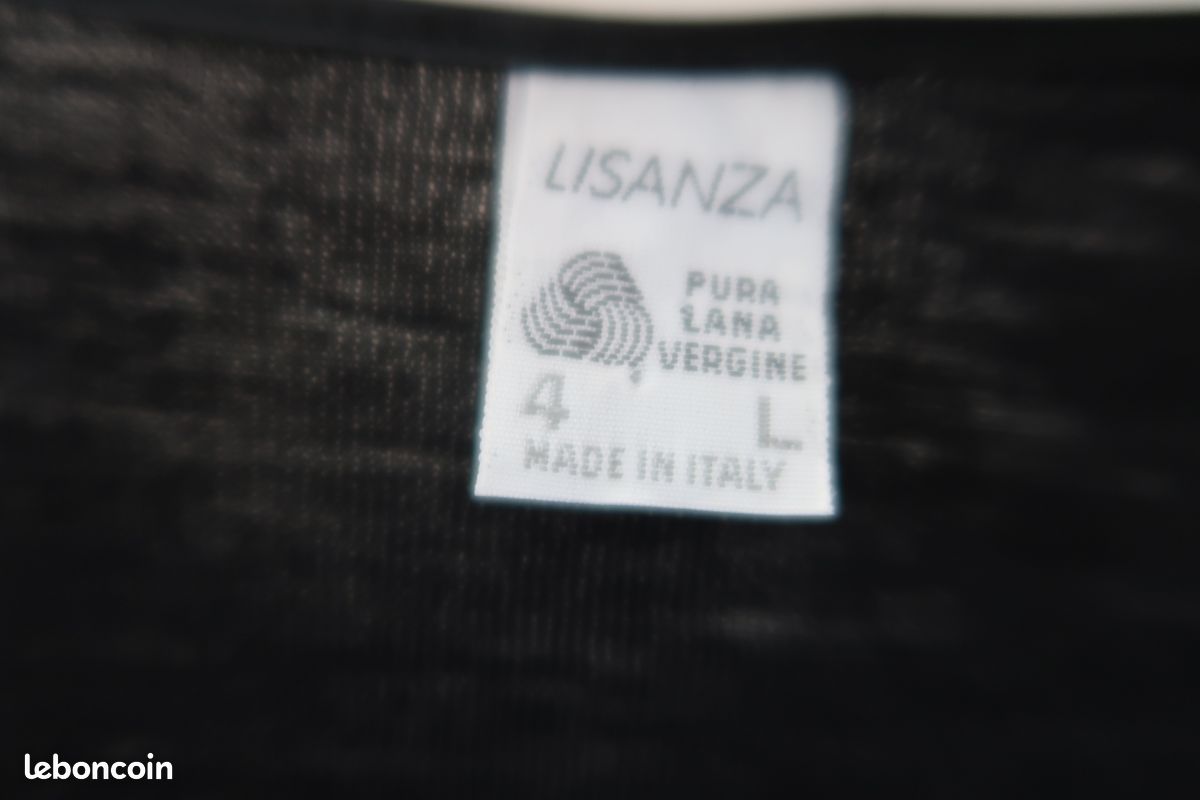 LISANZA
PURA
LANA
VERGINE
4 L
MADE IN ITALY
leboncoin